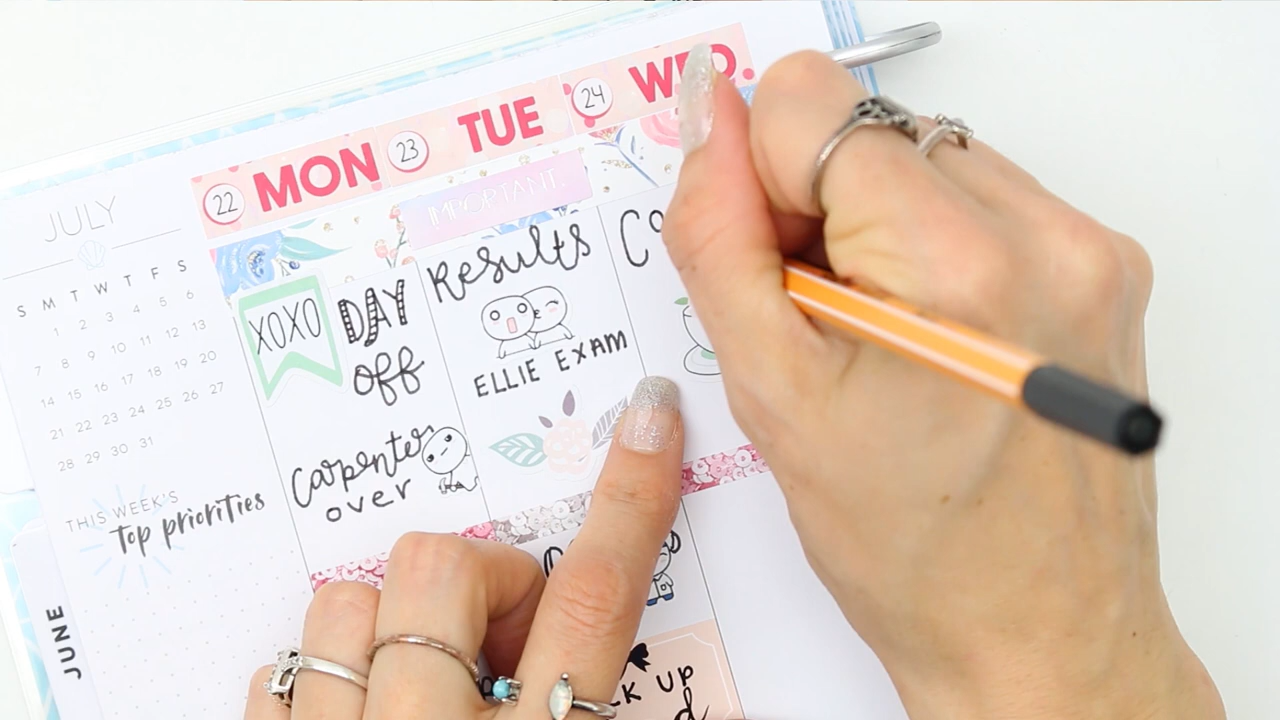 22 MON 23 TUE 24 WED.
IMPORTANT.
JULY
S M T W T F S
1 2 3 4 5 6
7 8 9 10 11 12 13
14 15 16 17 18 19 20
21 22 23 24 25 26 27
28 29 30 31
THIS WEEK'S
Top priorities
JUNE
XOXO
DAY
off
Carpenter
over
Results
ELLIE EXAM
UP